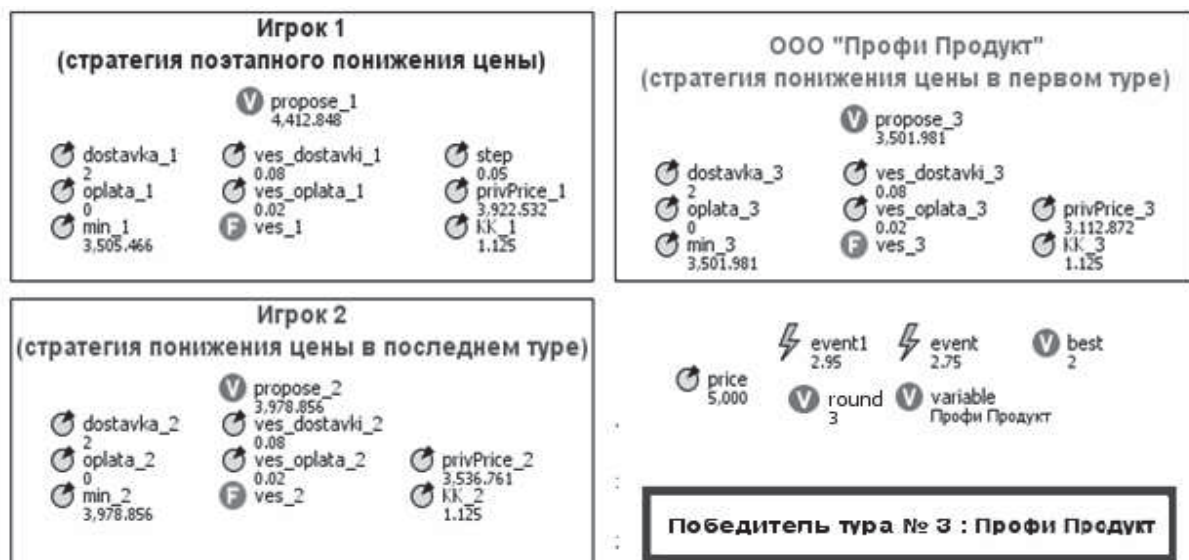 Игрок 1
(стратегия поэтапного понижения цены)
V propose_1
4,412.848
dostavka_1
2
ves_dostavki_1
0.08
step
0.05
oplata_1
0
ves_oplata_1
0.02
privPrice_1
3,922.532
min_1
3,505.466
F ves_1
KK_1
1.125
ООО "Профи Продукт"
(стратегия понижения цены в первом туре)
V propose_3
3,501.981
dostavka_3
2
ves_dostavki_3
0.08
oplata_3
0
ves_oplata_3
0.02
privPrice_3
3,112.872
min_3
3,501.981
F ves_3
KK_3
1.125
Игрок 2
(стратегия понижения цены в последнем туре)
V propose_2
3,978.856
dostavka_2
2
ves_dostavki_2
0.08
oplata_2
0
ves_oplata_2
0.02
privPrice_2
3,536.761
min_2
3,978.856
F ves_2
KK_2
1.125
event1
2.95
event
2.75
V best
2
price
5,000
V round
3
V variable
Профи Продукт
Победитель тура № 3 : Профи Продукт